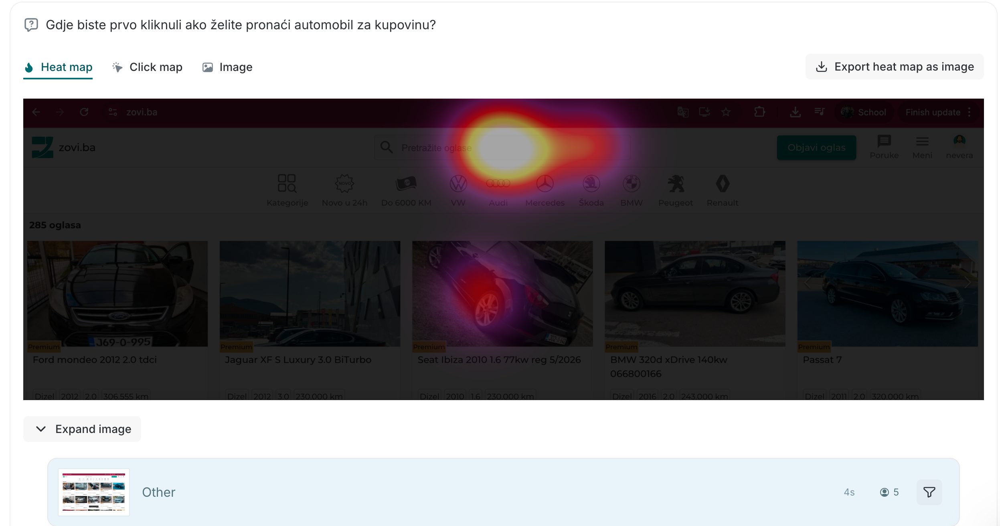 Gdje biste prvo kliknuli ako želite pronaći automobil za kupovinu?
Heat map Click map Image Export heat map as image
zovi.ba School Finish update
zovi.ba Pretražite oglase Objavi oglas Poruke Meni nevera
NOVO KM
Kategorije Novo u 24h Do 6000 KM VW Audi Mercedes Škoda BMW Peugeot Renault
285 oglasa
J69-0-995
Premium Premium Premium Premium Premium
Ford mondeo 2012 2.0 tdci Jaguar XF S Luxury 3.0 BiTurbo Seat Ibiza 2010 1.6 77kw reg 5/2026 BMW 320d xDrive 140kw Passat 7
066800166
Dizel 2012 2.0 306.555 km Dizel 2012 3.0 230.000 km Dizel 2010 1.6 230.000 km Dizel 2016 2.0 243.000 km Dizel 2011 2.0 320.000 km
Expand image
Other 4s 5